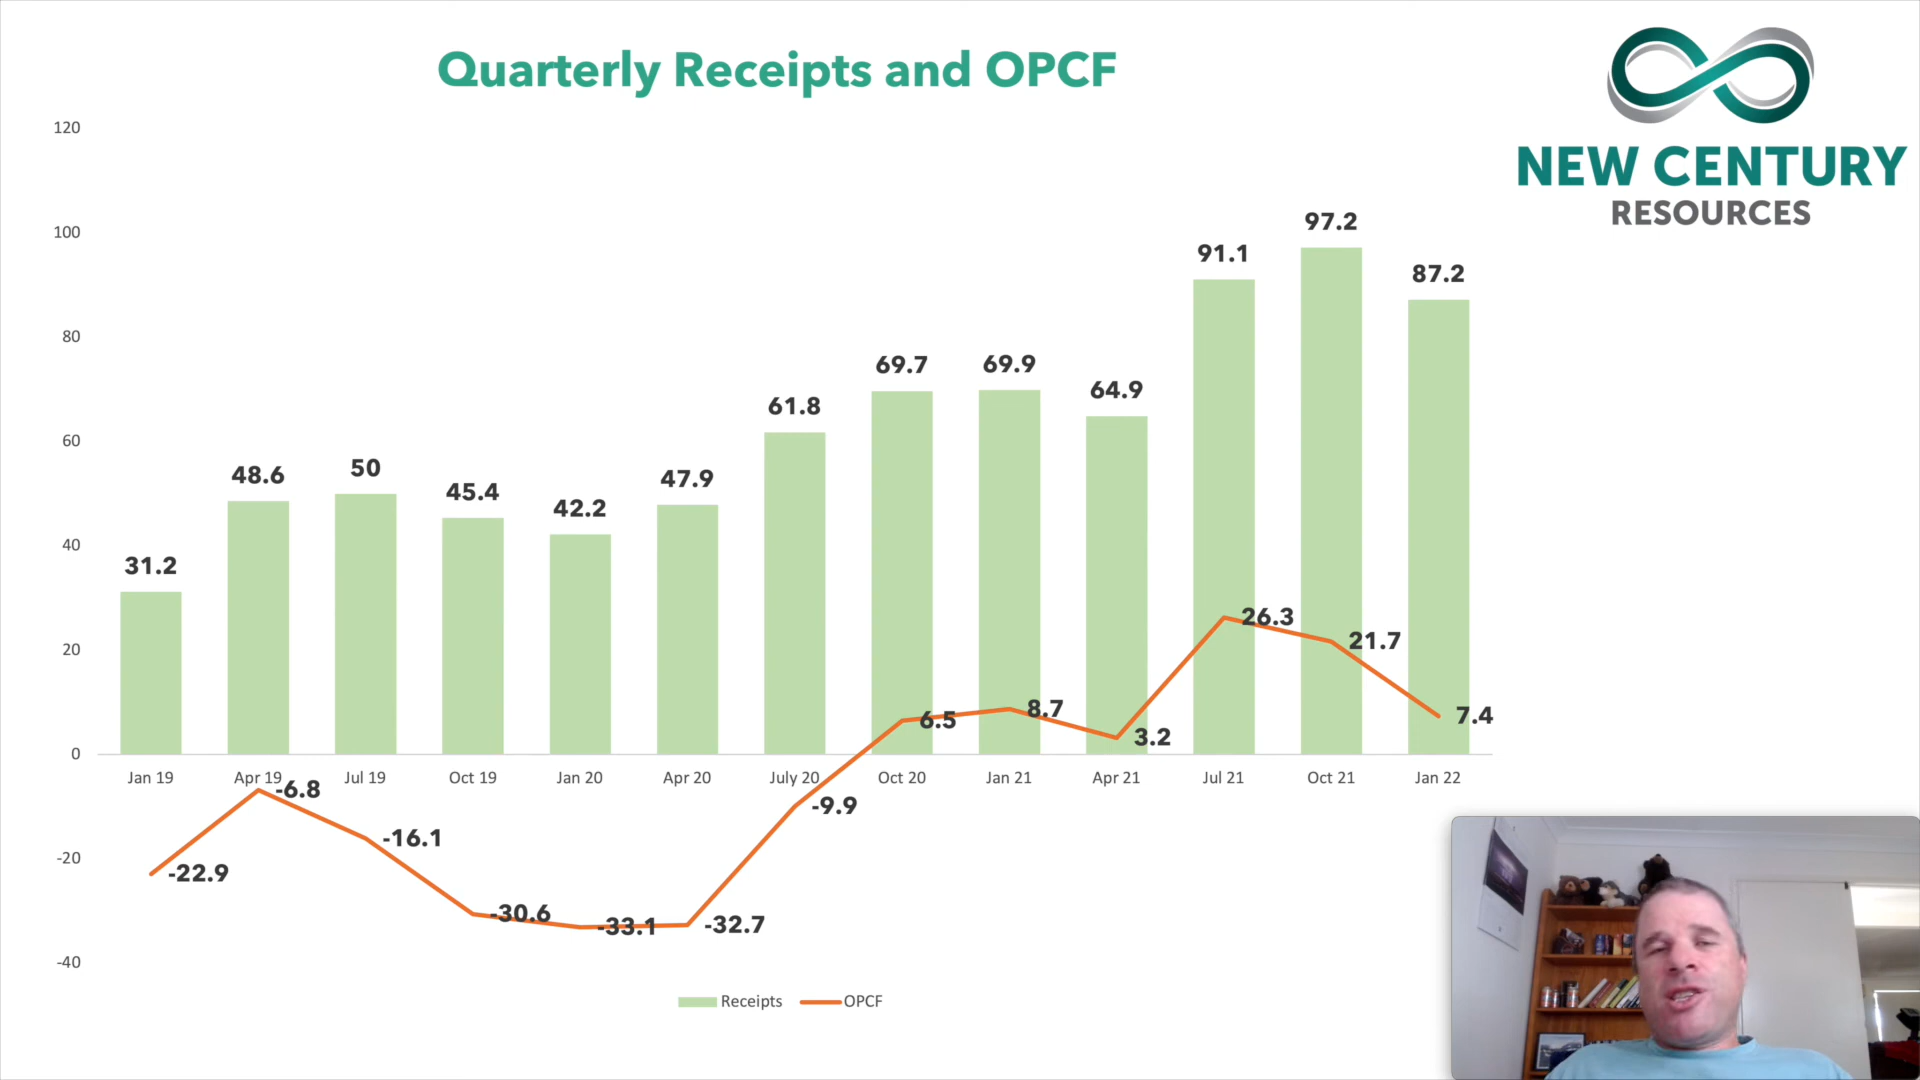 Quarterly Receipts and OPCF
NEW CENTURY
RESOURCES
120
100
80
60
40
20
0
-20
-40
31.2
48.6
50
45.4
42.2
47.9
61.8
69.7
69.9
64.9
91.1
97.2
87.2
Jan 19
Apr 19
Jul 19
Oct 19
Jan 20
Apr 20
July 20
Oct 20
Jan 21
Apr 21
Jul 21
Oct 21
Jan 22
-22.9
-6.8
-16.1
-30.6
-33.1
-32.7
-9.9
6.5
8.7
3.2
26.3
21.7
7.4
Receipts
OPCF